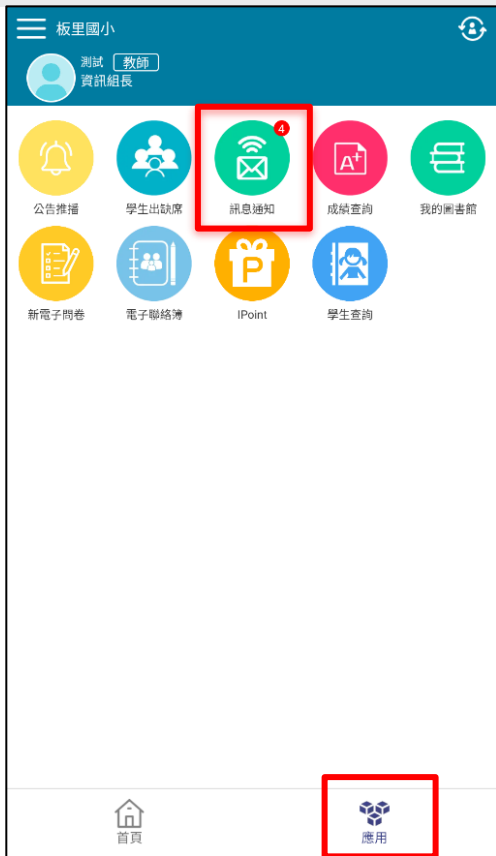 板里國小
測試 教師
資訊組長
4
A+
公告推播 學生出缺席 訊息通知 成績查詢 我的圖書館
P
新電子問卷 電子聯絡簿 IPoint 學生查詢
首頁 應用